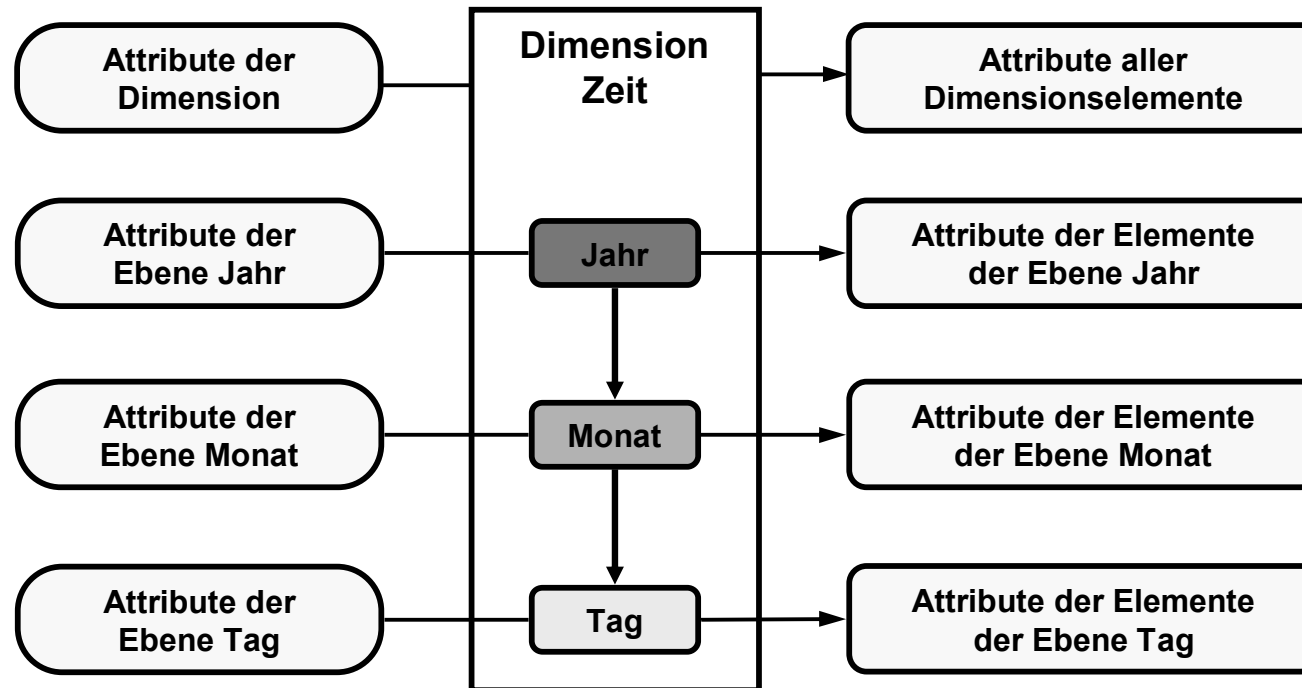 Attribute der
Dimension
Dimension
Zeit
Attribute aller
Dimensionselemente
Attribute der
Ebene Jahr
Jahr
Attribute der Elemente
der Ebene Jahr
Attribute der
Ebene Monat
Monat
Attribute der Elemente
der Ebene Monat
Attribute der
Ebene Tag
Tag
Attribute der Elemente
der Ebene Tag